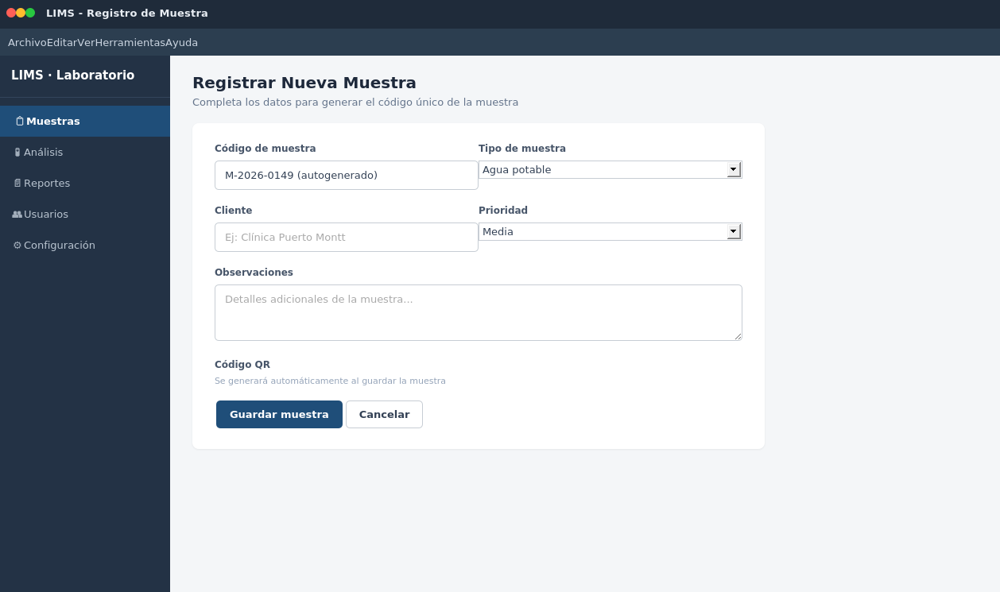 LIMS - Registro de Muestra
ArchivoEditarVerHerramientasAyuda
LIMS · Laboratorio
Muestras
Análisis
Reportes
Usuarios
Configuración
Registrar Nueva Muestra
Completa los datos para generar el código único de la muestra
Código de muestra
Tipo de muestra
M-2026-0149 (autogenerado)
Agua potable
Cliente
Prioridad
Ej: Clínica Puerto Montt
Media
Observaciones
Detalles adicionales de la muestra...
Código QR
Se generará automáticamente al guardar la muestra
Guardar muestra
Cancelar